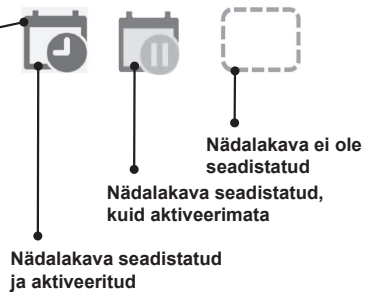 Nädalakava ei ole
seadistatud
Nädalakava seadistatud,
kuid aktiveerimata
Nädalakava seadistatud
ja aktiveeritud